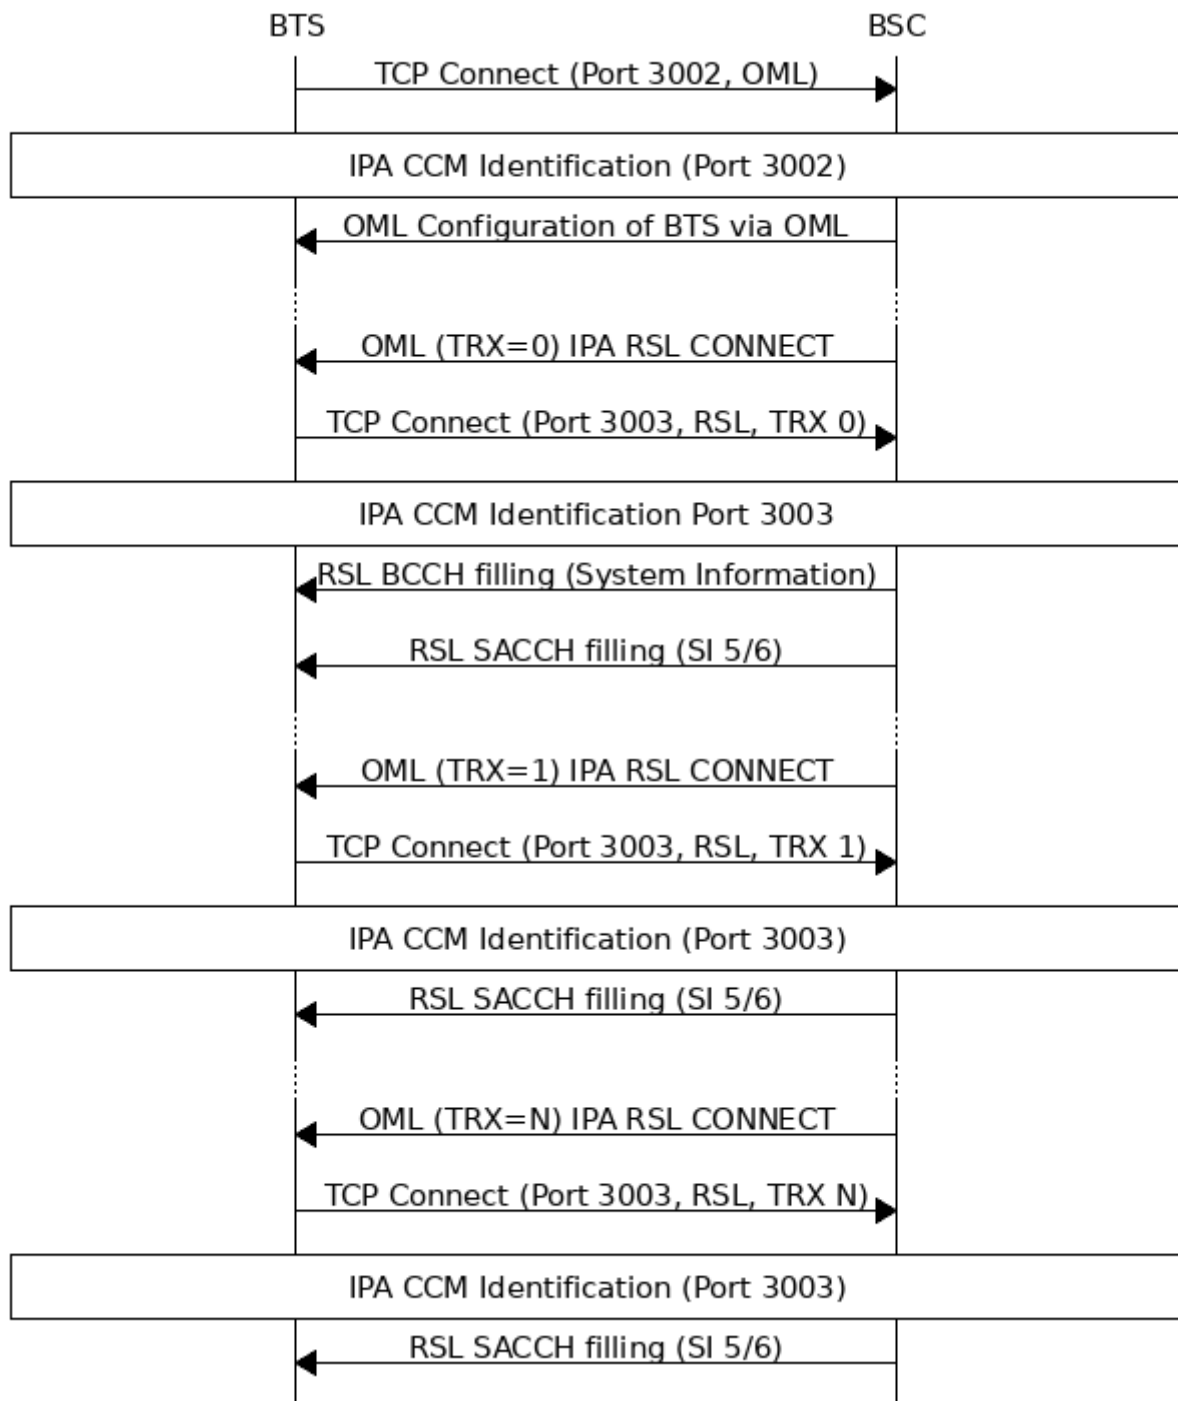 BTS BSC
TCP Connect (Port 3002, OML)
IPA CCM Identification (Port 3002)
OML Configuration of BTS via OML
OML (TRX=0) IPA RSL CONNECT
TCP Connect (Port 3003, RSL, TRX 0)
IPA CCM Identification Port 3003
RSL BCCH filling (System Information)
RSL SACCH filling (SI 5/6)
OML (TRX=1) IPA RSL CONNECT
TCP Connect (Port 3003, RSL, TRX 1)
IPA CCM Identification (Port 3003)
RSL SACCH filling (SI 5/6)
OML (TRX=N) IPA RSL CONNECT
TCP Connect (Port 3003, RSL, TRX N)
IPA CCM Identification (Port 3003)
RSL SACCH filling (SI 5/6)